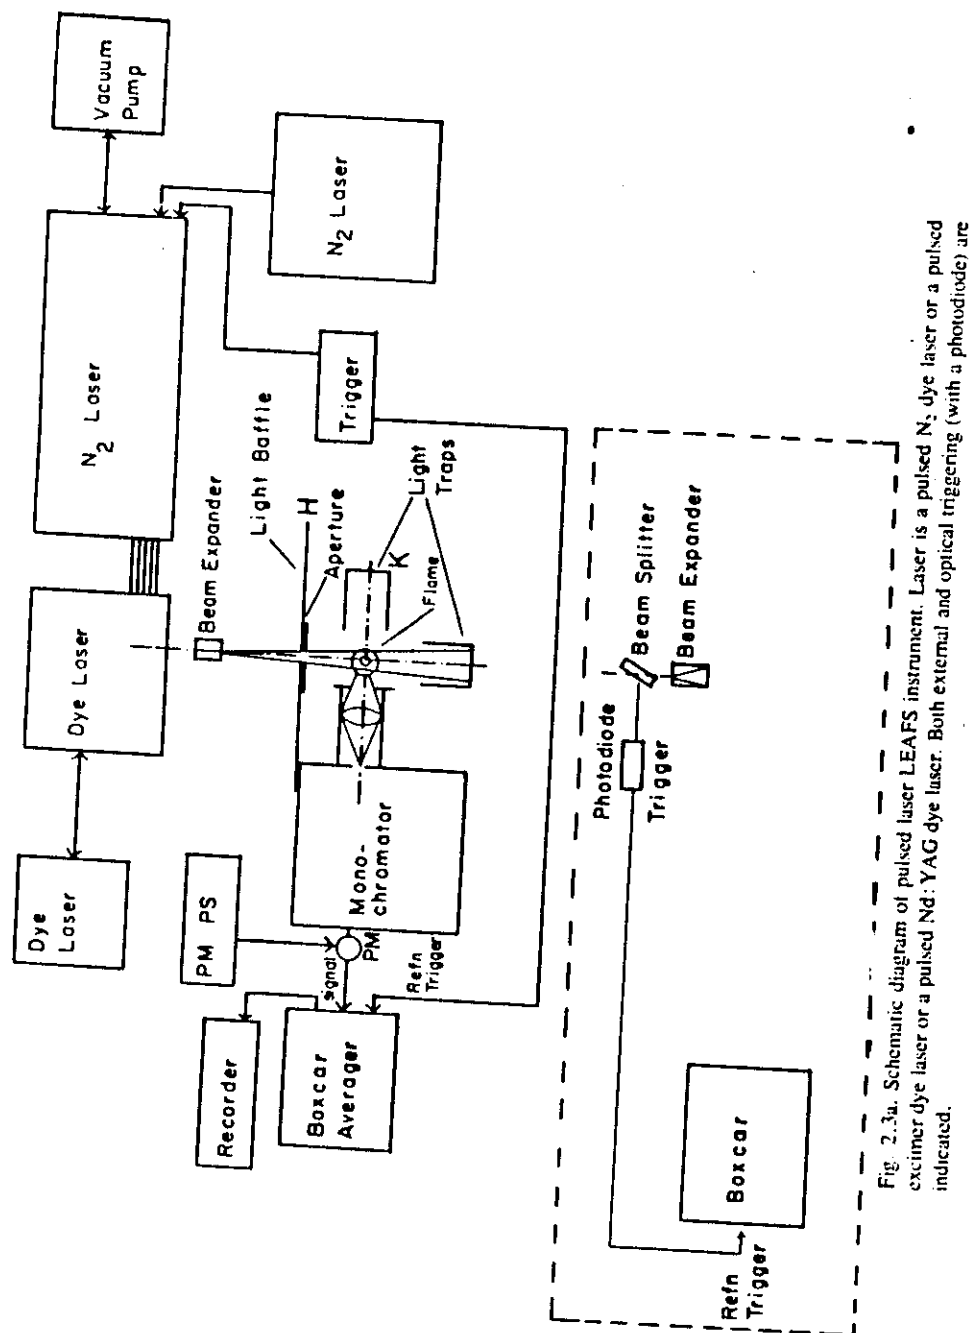 Vacuum
Pump
N2 Laser
N2 Laser
Dye Laser
Dye
Laser
Beam Expander
Light Baffle
H
Aperture
Trigger
Light
Traps
K
Flame
Mono-
chromator
PM PS
PM
signal
Refn
Trigger
Recorder
Boxcar
Averager
Photodiode
Trigger
Beam Splitter
Beam Expander
Boxcar
Refn
Trigger
Fig. 2.3a. Schematic diagram of pulsed laser LEAFS instrument. Laser is a pulsed N2 dye laser or a pulsed
excimer dye laser or a pulsed Nd: YAG dye laser. Both external and optical triggering (with a photodiode) are
indicated.